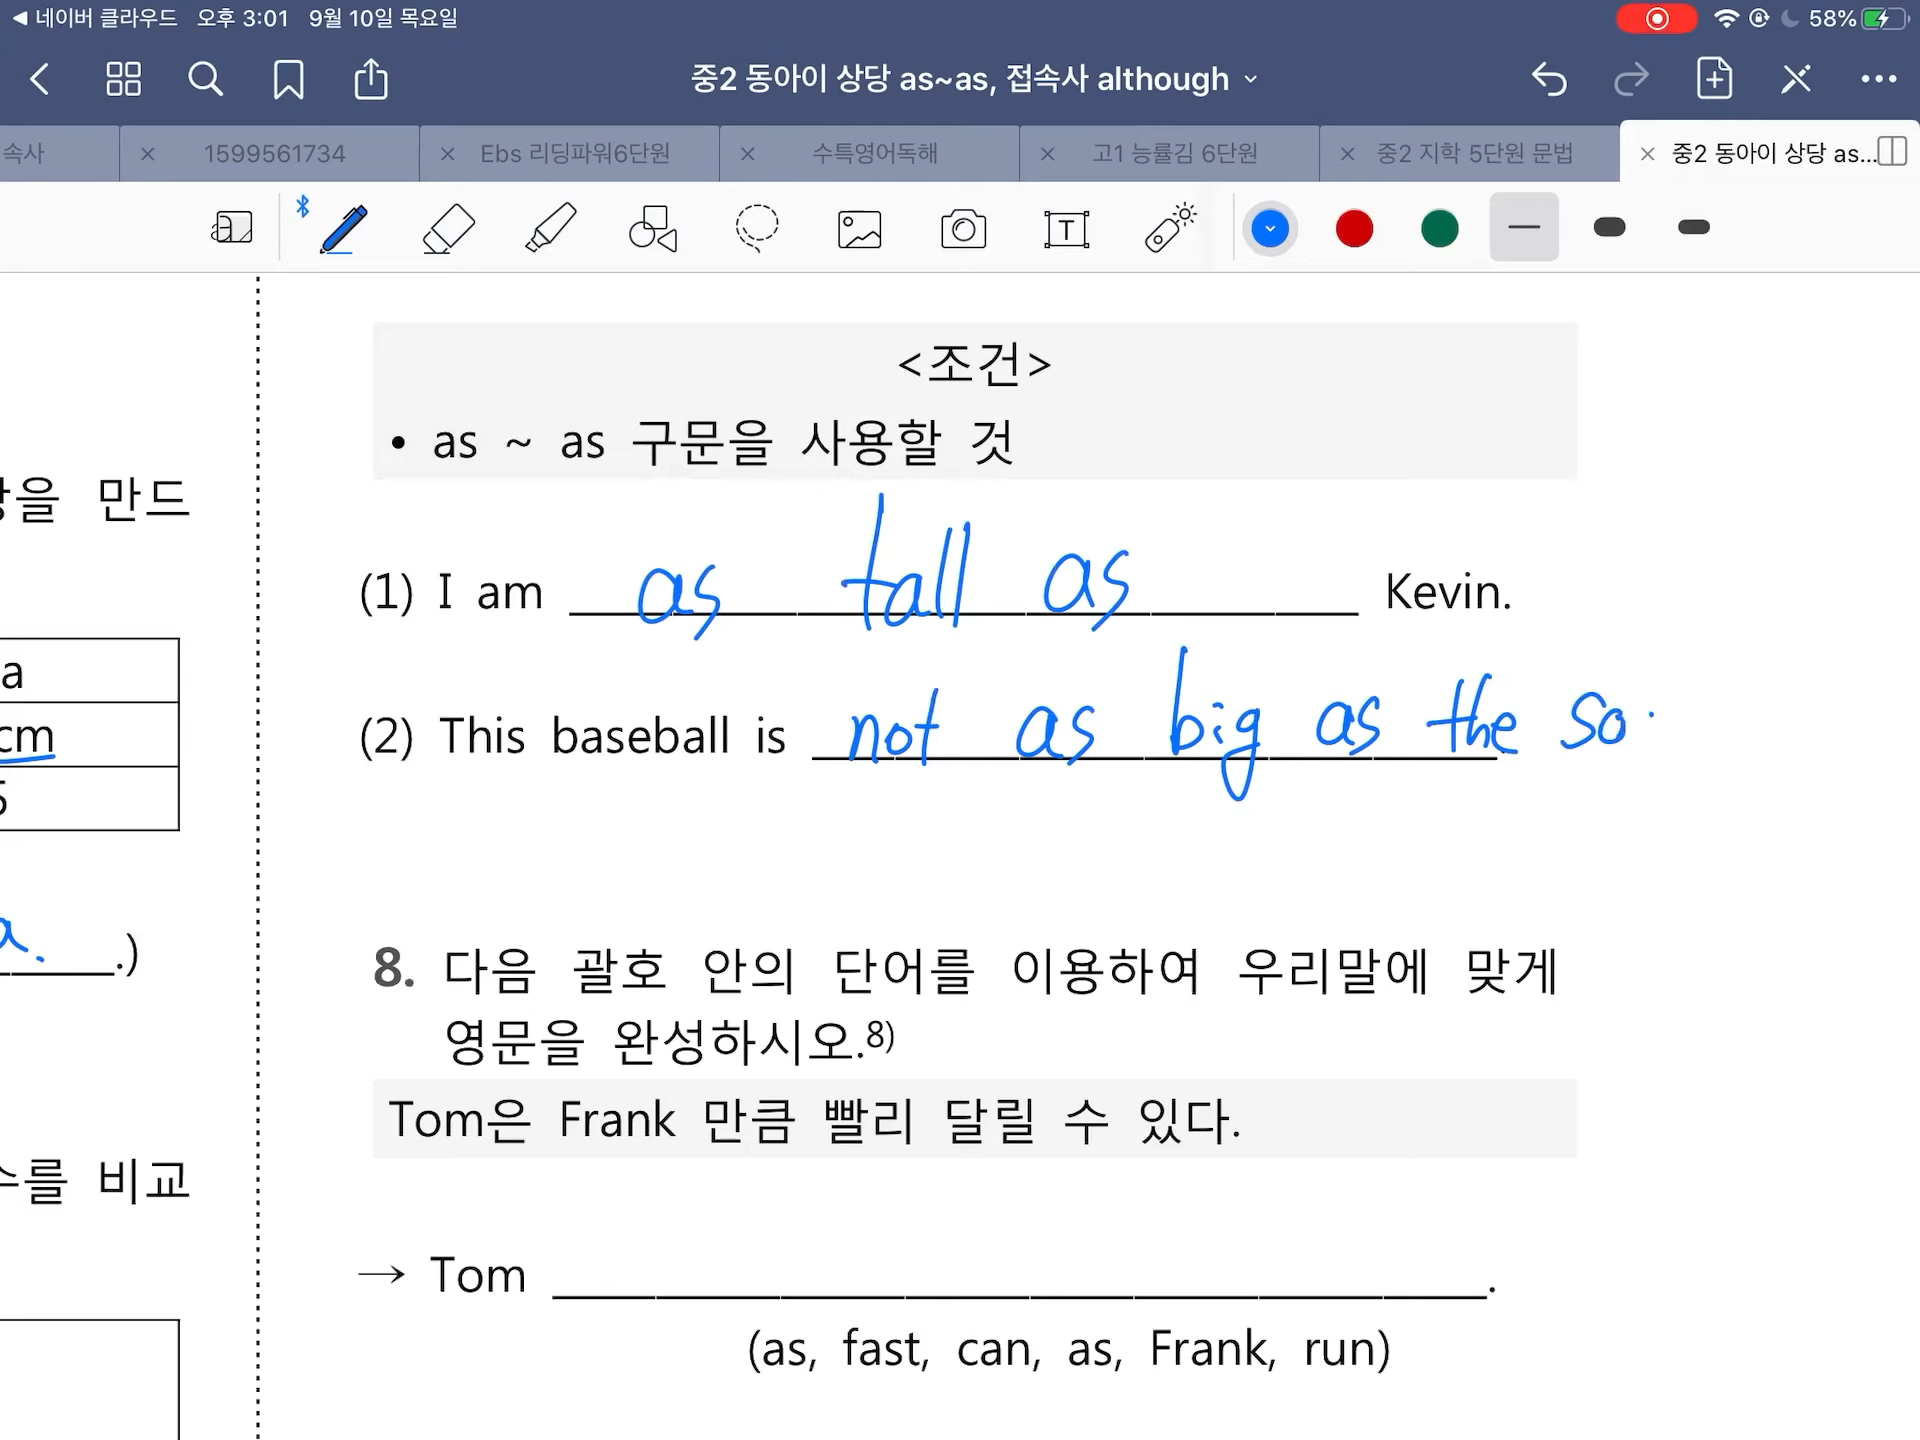 네이버 클라우드 오후 3:01 9월 10일 목요일 58%
중2 동아이 상당 as~as, 접속사 although
속사 1599561734 Ebs 리딩파워6단원 수특영어독해 고1 능률김 6단원 중2 지학 5단원 문법 중2 동아이 상당 as...
<조건>
• as ~ as 구문을 사용할 것
을 만드
(1) I am as tall as Kevin.
a
(2) This baseball is not as big as the so
cm
5
a. .)
8. 다음 괄호 안의 단어를 이용하여 우리말에 맞게
영문을 완성하시오.8)
Tom은 Frank 만큼 빨리 달릴 수 있다.
를 비교
→ Tom .
(as, fast, can, as, Frank, run)